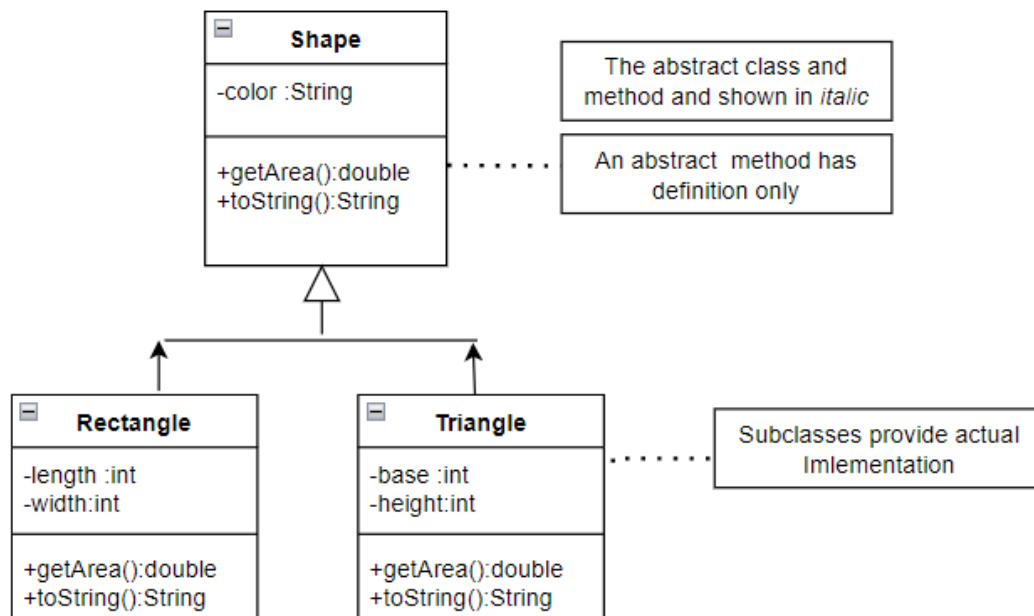 Shape
-color :String
+getArea():double
+toString():String
The abstract class and
method and shown in italic
An abstract method has
definition only
Rectangle
-length :int
-width:int
+getArea():double
+toString():String
Triangle
-base :int
-height:int
+getArea():double
+toString():String
Subclasses provide actual
Imlementation